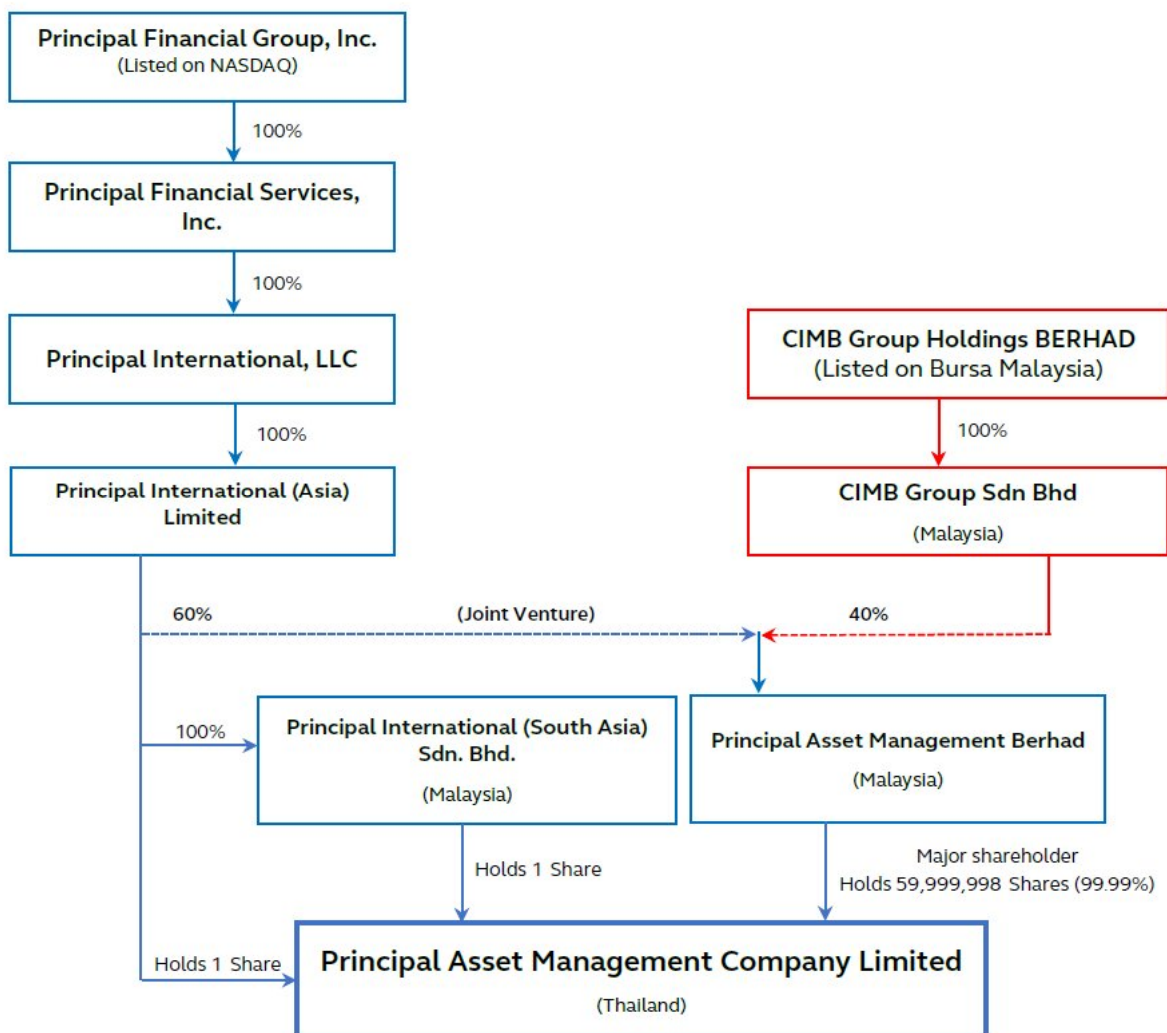 Principal Financial Group, Inc.
(Listed on NASDAQ)
100%
Principal Financial Services,
Inc.
100%
Principal International, LLC
100%
Principal International (Asia)
Limited
CIMB Group Holdings BERHAD
(Listed on Bursa Malaysia)
100%
CIMB Group Sdn Bhd
(Malaysia)
60%
(Joint Venture)
40%
100%
Principal International (South Asia)
Sdn. Bhd.
(Malaysia)
Principal Asset Management Berhad
(Malaysia)
Holds 1 Share
Major shareholder
Holds 59,999,998 Shares (99.99%)
Holds 1 Share
Principal Asset Management Company Limited
(Thailand)